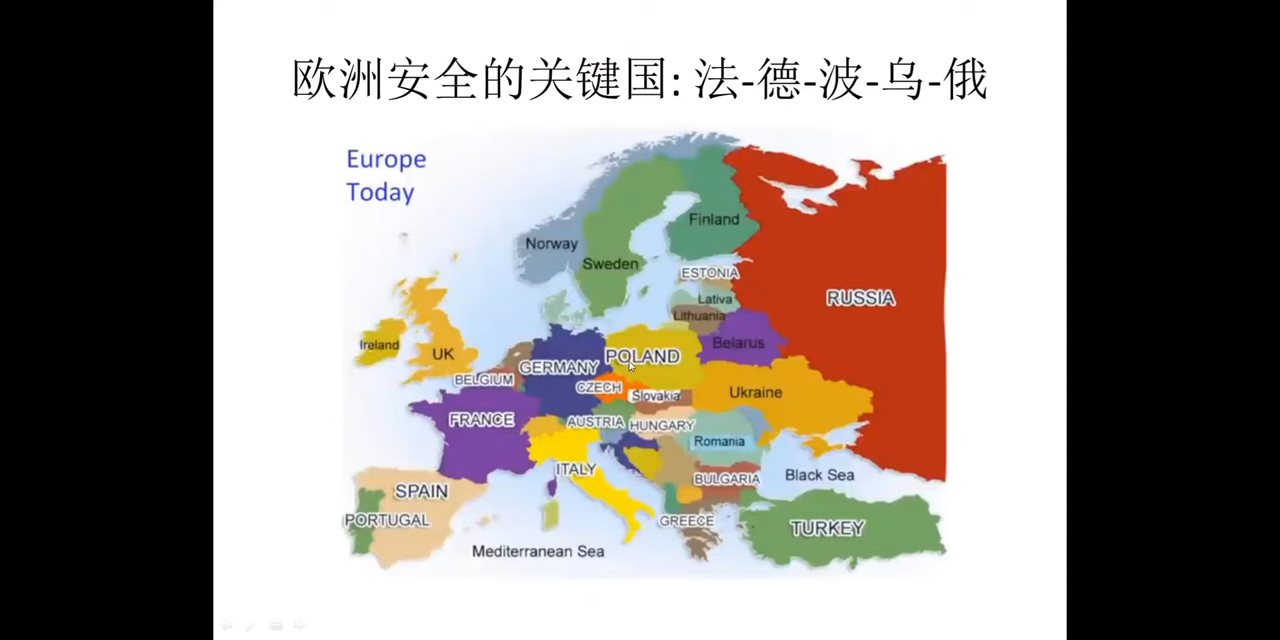 欧洲安全的关键国: 法-德-波-乌-俄
Europe
Today
Finland
Norway
Sweden
ESTONIA
RUSSIA
Lativa
Lithuania
Ireland
UK
Belarus
POLAND
GERMANY
BELGIUM
CZECH
Slovakia
Ukraine
FRANCE
AUSTRIA
HUNGARY
Romania
ITALY
Black Sea
BULGARIA
SPAIN
PORTUGAL
GREECE
TURKEY
Mediterranean Sea